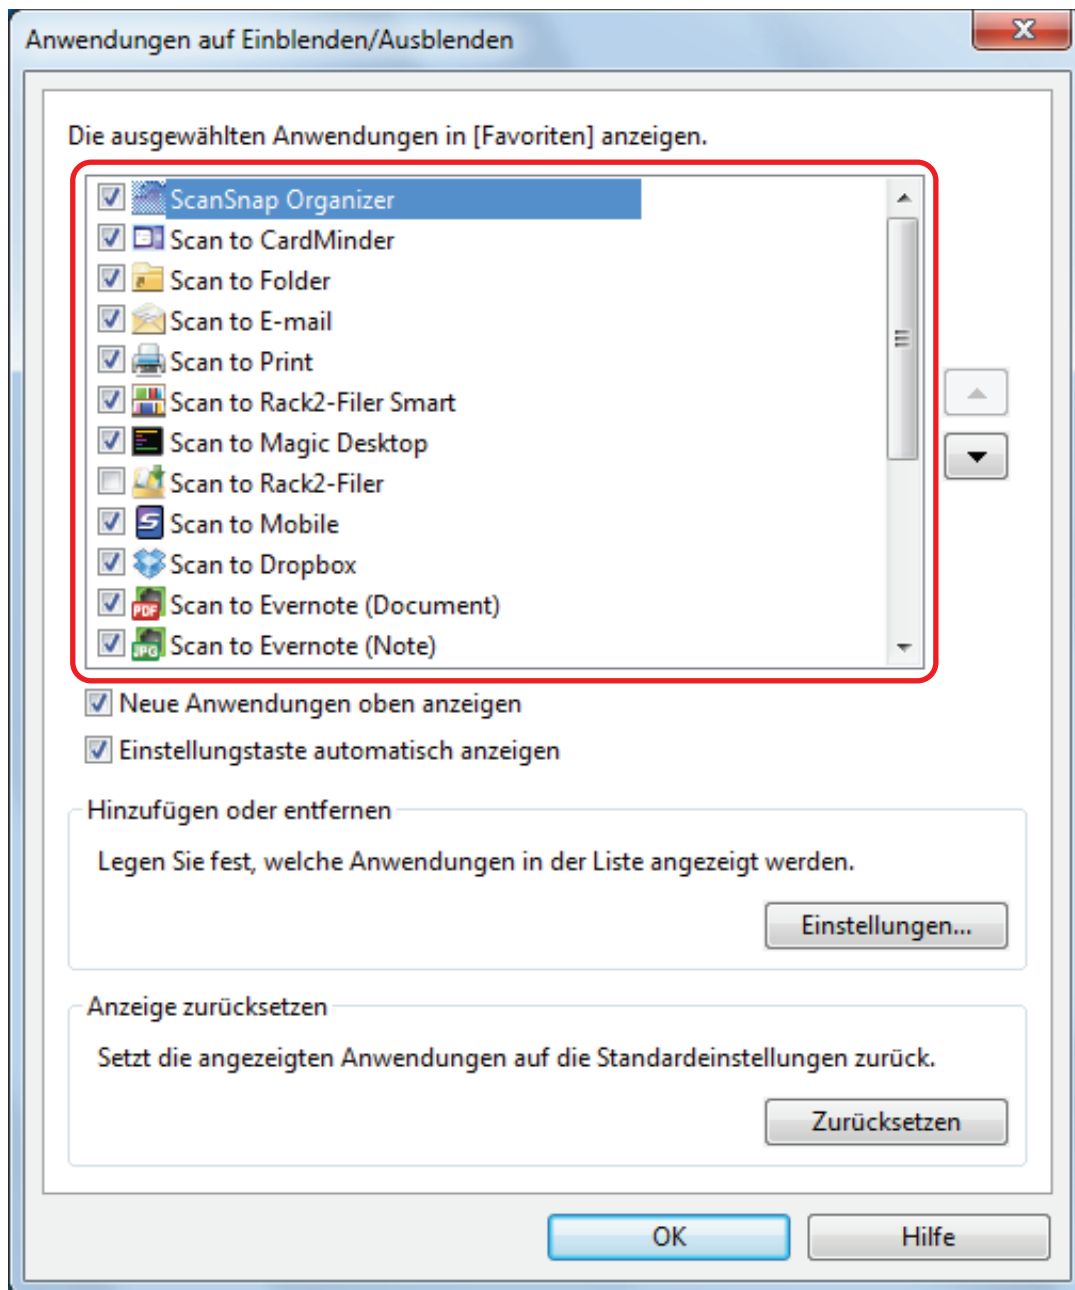 Anwendungen auf Einblenden/Ausblenden
Die ausgewählten Anwendungen in [Favoriten] anzeigen.
ScanSnap Organizer
Scan to CardMinder
Scan to Folder
Scan to E-mail
Scan to Print
Scan to Rack2-Filer Smart
Scan to Magic Desktop
Scan to Rack2-Filer
Scan to Mobile
Scan to Dropbox
PDF Scan to Evernote (Document)
JPG Scan to Evernote (Note)
Neue Anwendungen oben anzeigen
Einstellungstaste automatisch anzeigen
Hinzufügen oder entfernen
Legen Sie fest, welche Anwendungen in der Liste angezeigt werden.
Einstellungen...
Anzeige zurücksetzen
Setzt die angezeigten Anwendungen auf die Standardeinstellungen zurück.
Zurücksetzen
OK Hilfe